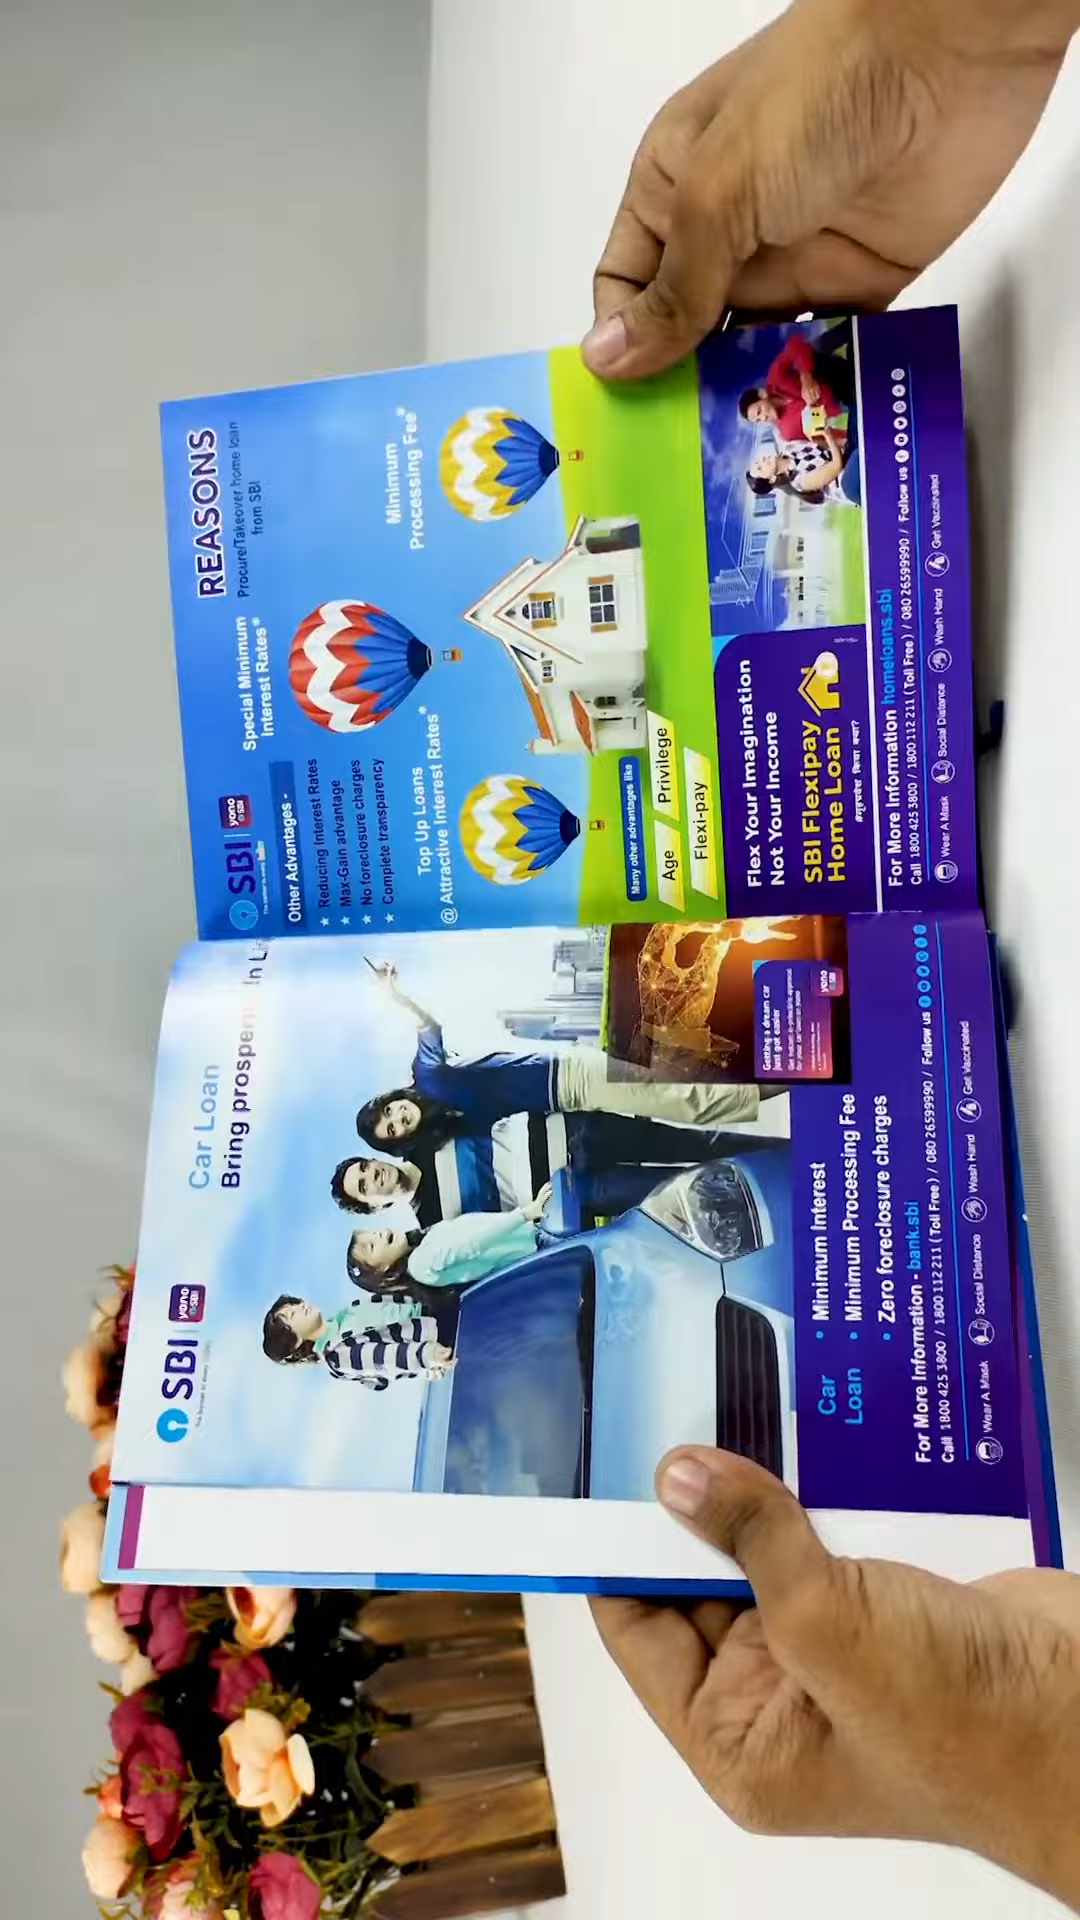 SBI
yono
SBI
Car Loan
Bring prosperi
In Li
Getting a dream car
just got easier
yono
SBI
Car
Loan
• Minimum Interest
• Minimum Processing Fee
• Zero foreclosure charges
For More Information - bank.sbi
Call 1800 425 3800 / 1800 112 211 (Toll Free) / 080 26599990 / Follow us
Wear A Mask Social Distance Wash Hand Get Vaccinated
SBI
yono
SBI
REASONS
Procure/Takeover home loan
from SBI
Special Minimum
Interest Rates*
Other Advantages -
★ Reducing Interest Rates
★ Max-Gain advantage
★ No foreclosure charges
★ Complete transparency
Minimum
Processing Fee*
Top Up Loans
@ Attractive Interest Rates*
Many other advantages like
Age
Privilege
Flexi-pay
Flex Your Imagination
Not Your Income
SBI Flexipay
Home Loan
For More Information homeloans.sbi
Call 1800 425 3800 / 1800 112 211 (Toll Free) / 080 26599990 / Follow us
Wear A Mask Social Distance Wash Hand Get Vaccinated